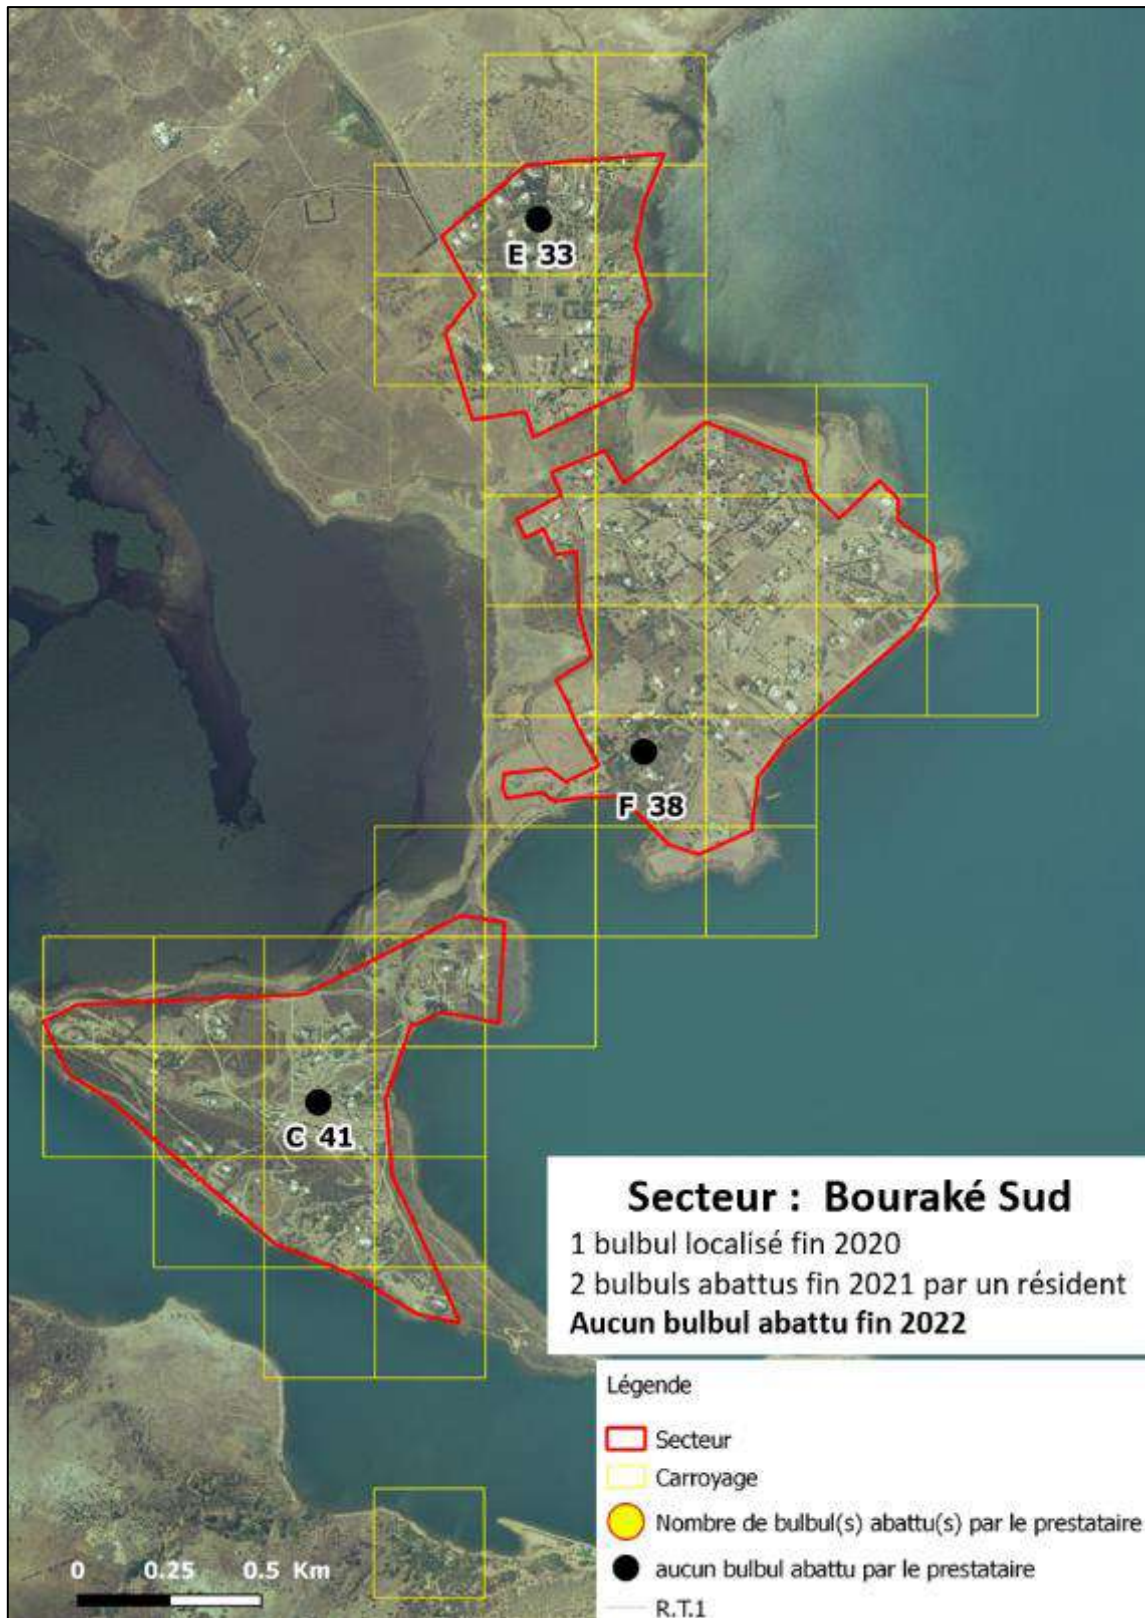 E 33
F 38
C 41
Secteur : Bouraké Sud
1 bulbul localisé fin 2020
2 bulbuls abattus fin 2021 par un résident
Aucun bulbul abattu fin 2022
Légende
Secteur
Carroyage
Nombre de bulbul(s) abattu(s) par le prestataire
aucun bulbul abattu par le prestataire
R.T.1
0 0.25 0.5 Km